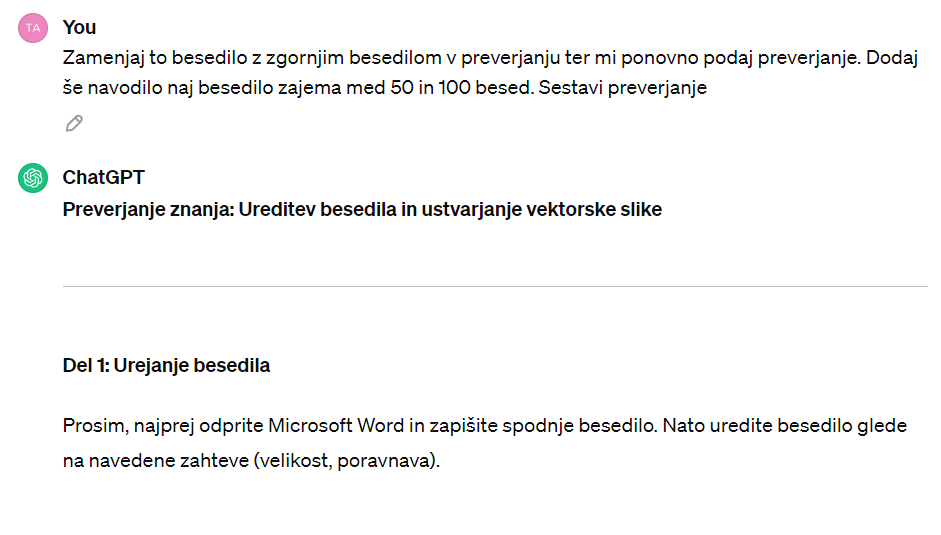 TA
You
Zamenjaj to besedilo z zgornjim besedilom v preverjanju ter mi ponovno podaj preverjanje. Dodaj
še navodilo naj besedilo zajema med 50 in 100 besed. Sestavi preverjanje
ChatGPT
Preverjanje znanja: Ureditev besedila in ustvarjanje vektorske slike
Del 1: Urejanje besedila
Prosim, najprej odprite Microsoft Word in zapišite spodnje besedilo. Nato uredite besedilo glede
na navedene zahteve (velikost, poravnava).